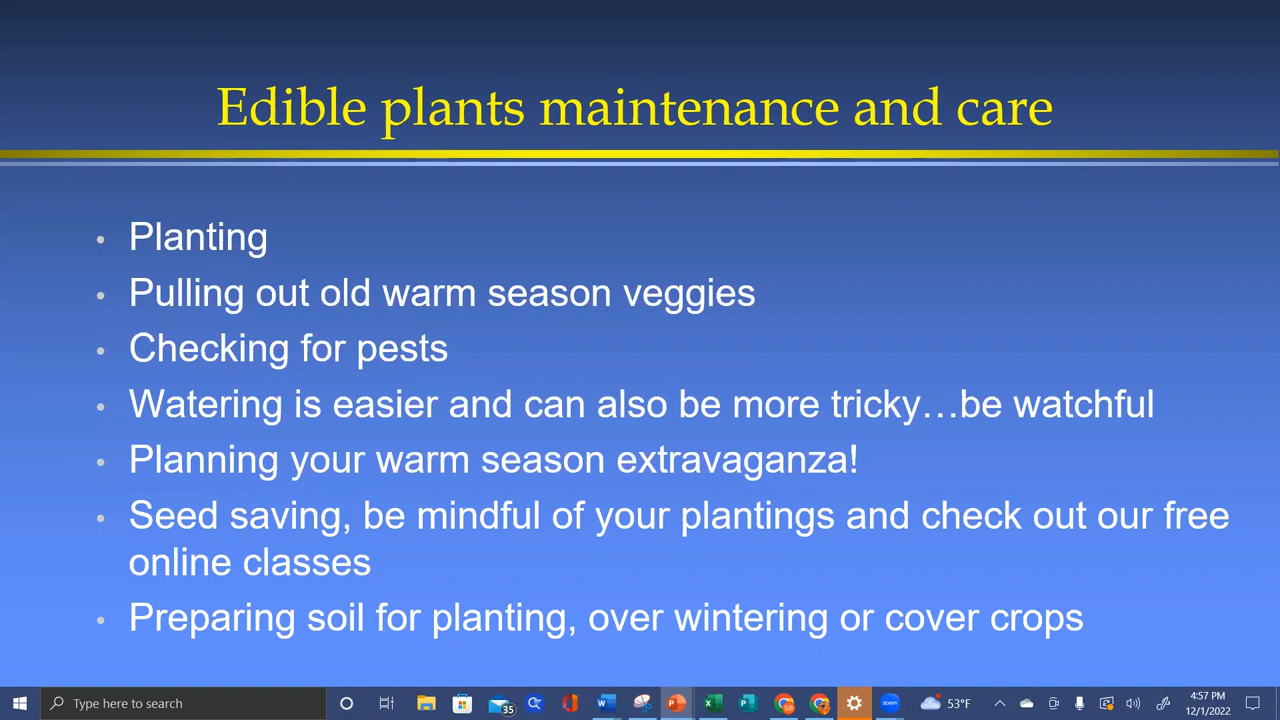 Edible plants maintenance and care
• Planting
• Pulling out old warm season veggies
• Checking for pests
• Watering is easier and can also be more tricky…be watchful
• Planning your warm season extravaganza!
• Seed saving, be mindful of your plantings and check out our free
online classes
• Preparing soil for planting, over wintering or cover crops
Type here to search
35
SB
zoom
53°F
4:57 PM
12/1/2022